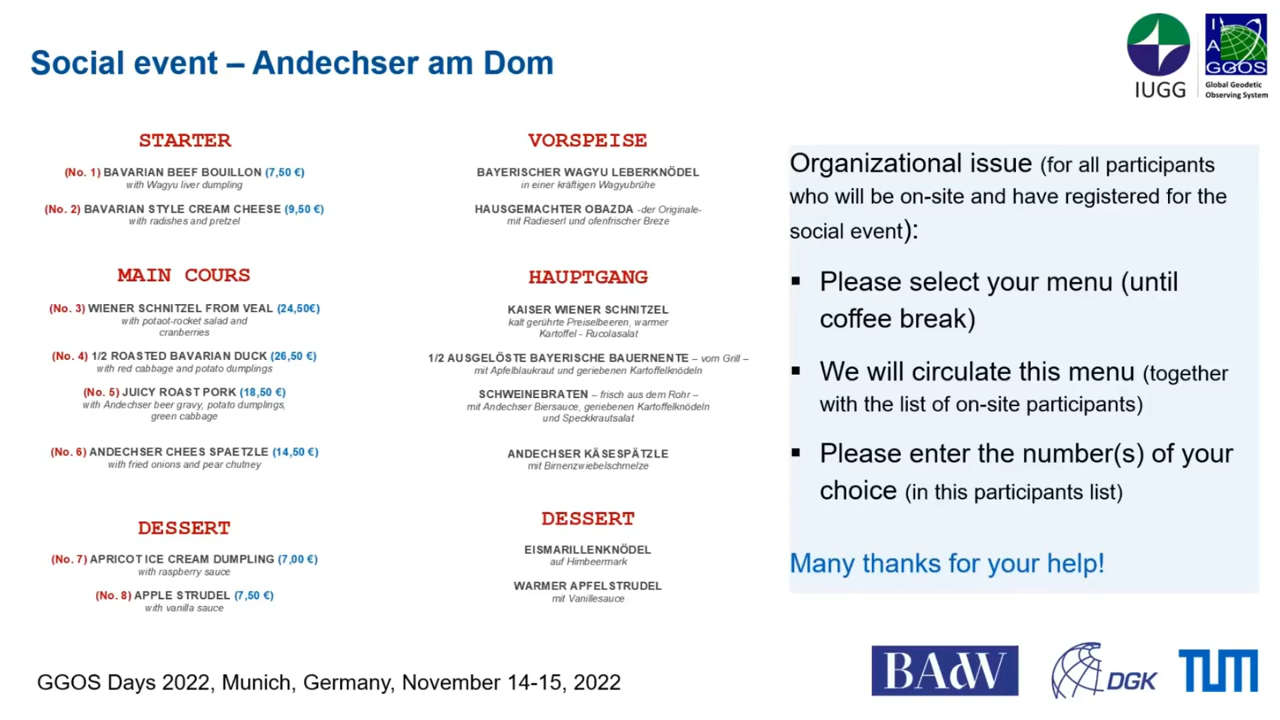 Social event – Andechser am Dom
IUGG
I
A
GGOS
Global Geodetic
Observing System
STARTER
(No. 1) BAVARIAN BEEF BOUILLON (7,50 €)
with Wagyu liver dumpling
(No. 2) BAVARIAN STYLE CREAM CHEESE (9,50 €)
with radishes and pretzel
MAIN COURS
(No. 3) WIENER SCHNITZEL FROM VEAL (24,50€)
with potaot-rocket salad and
cranberries
(No. 4) 1/2 ROASTED BAVARIAN DUCK (26,50 €)
with red cabbage and potato dumplings
(No. 5) JUICY ROAST PORK (18,50 €)
with Andechser beer gravy, potato dumplings,
green cabbage
(No. 6) ANDECHSER CHEES SPAETZLE (14,50 €)
with fried onions and pear chutney
DESSERT
(No. 7) APRICOT ICE CREAM DUMPLING (7,00 €)
with raspberry sauce
(No. 8) APPLE STRUDEL (7,50 €)
with vanilla sauce
VORSPEISE
BAYERISCHER WAGYU LEBERKNÖDEL
in einer kräftigen Wagyubrühe
HAUSGEMACHTER OBAZDA -der Originale-
mit Radieserl und ofenfrischer Breze
HAUPTGANG
KAISER WIENER SCHNITZEL
kalt gerührte Preiselbeeren, warmer
Kartoffel - Rucolasalat
1/2 AUSGELÖSTE BAYERISCHE BAUERNENTE – vom Grill –
mit Apfelblaukraut und geriebenen Kartoffelknödeln
SCHWEINEBRATEN – frisch aus dem Rohr –
mit Andechser Biersauce, geriebenen Kartoffelknödeln
und Speckkrautsalat
ANDECHSER KÄSESPÄTZLE
mit Birnenzwiebelschmelze
DESSERT
EISMARILLENKNÖDEL
auf Himbeermark
WARMER APFELSTRUDEL
mit Vanillesauce
Organizational issue (for all participants
who will be on-site and have registered for the
social event):
▪ Please select your menu (until
coffee break)
▪ We will circulate this menu (together
with the list of on-site participants)
▪ Please enter the number(s) of your
choice (in this participants list)
Many thanks for your help!
GGOS Days 2022, Munich, Germany, November 14-15, 2022
BAdW
DGK
TUM